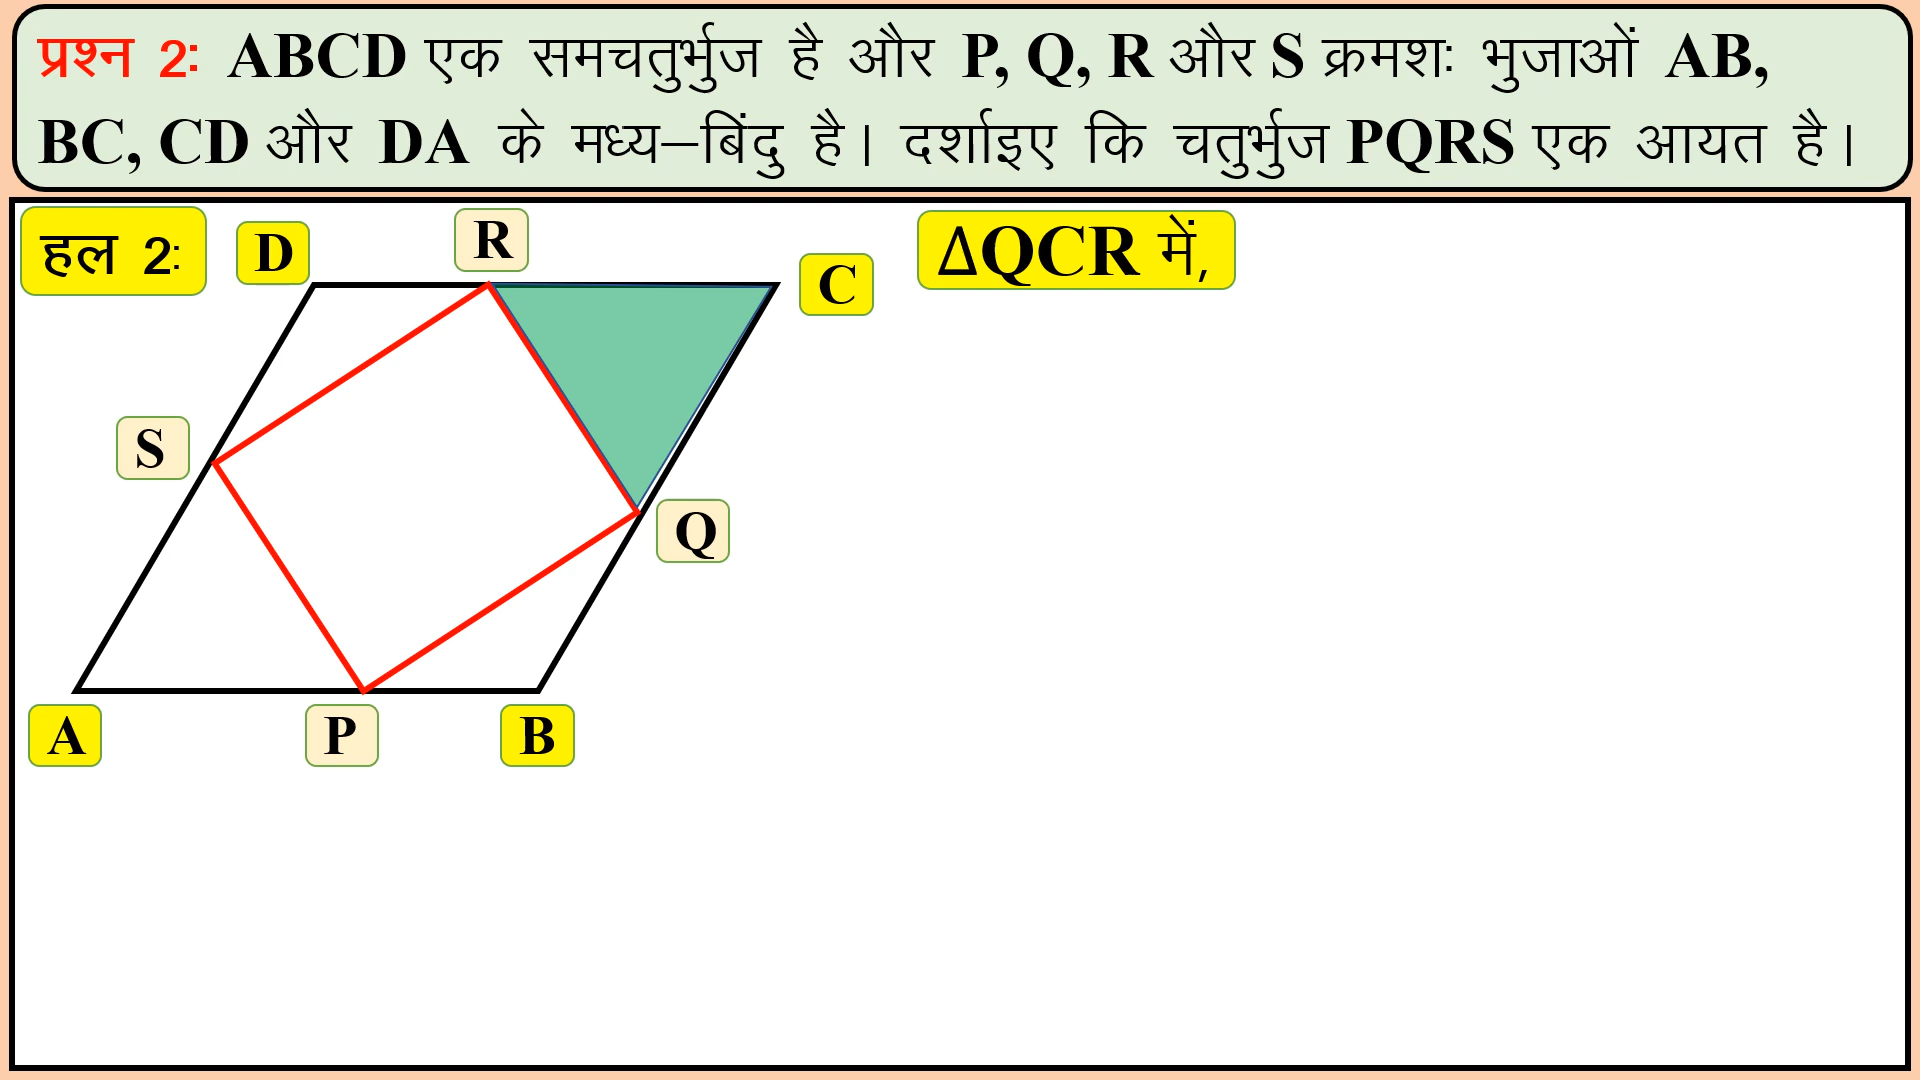 प्रश्न 2: ABCD एक समचतुर्भुज है और P, Q, R और S क्रमशः भुजाओं AB,
BC, CD और DA के मध्य–बिंदु है। दर्शाइए कि चतुर्भुज PQRS एक आयत है।
हल 2:
D
R
C
ΔQCR में,
S
Q
A
P
B